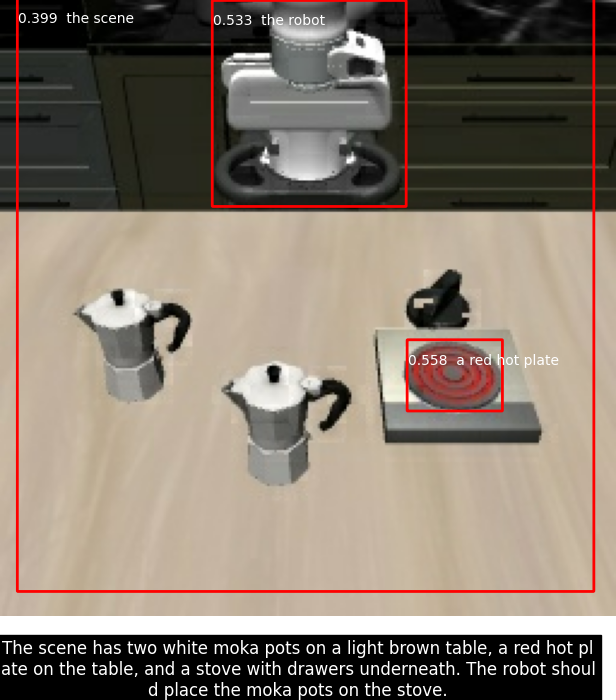 0.399  the scene
0.533  the robot
0.558  a red hot plate
The scene has two white moka pots on a light brown table, a red hot pl
ate on the table, and a stove with drawers underneath. The robot shoul
d place the moka pots on the stove.